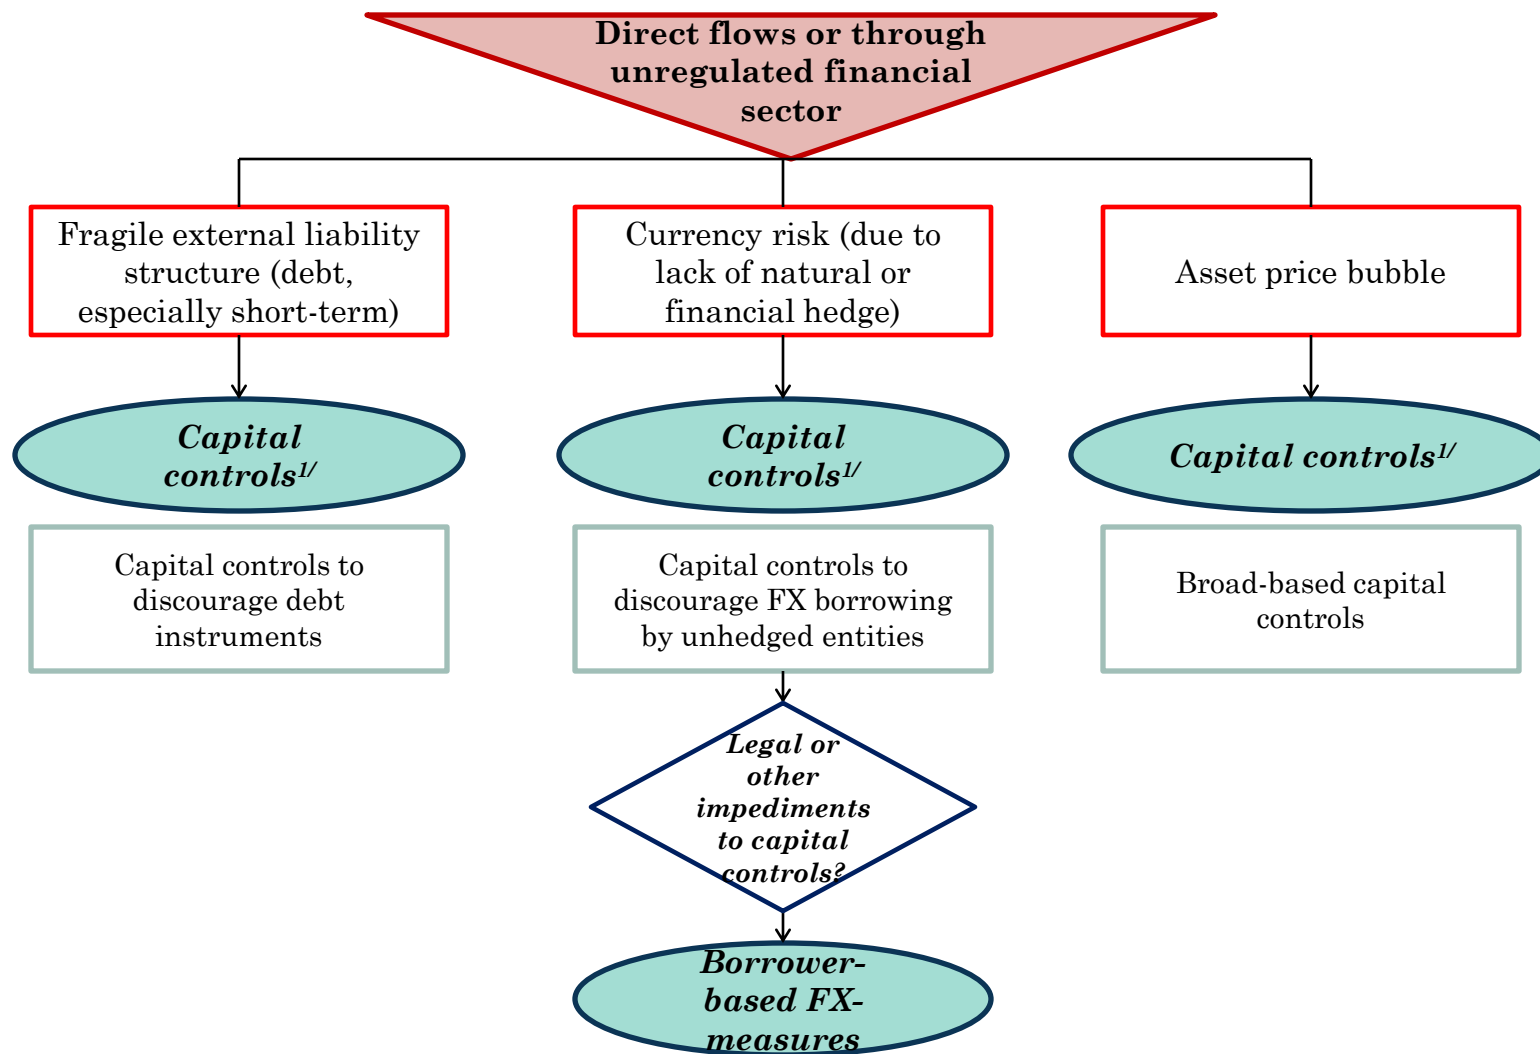 Direct flows or through
unregulated financial
sector
Fragile external liability
structure (debt,
especially short-term)
Currency risk (due to
lack of natural or
financial hedge)
Asset price bubble
Capital
controls1/
Capital
controls1/
Capital controls1/
Capital controls to
discourage debt
instruments
Capital controls to
discourage FX borrowing
by unhedged entities
Broad-based capital
controls
Legal or
other
impediments
to capital
controls?
Borrower-
based FX-
measures